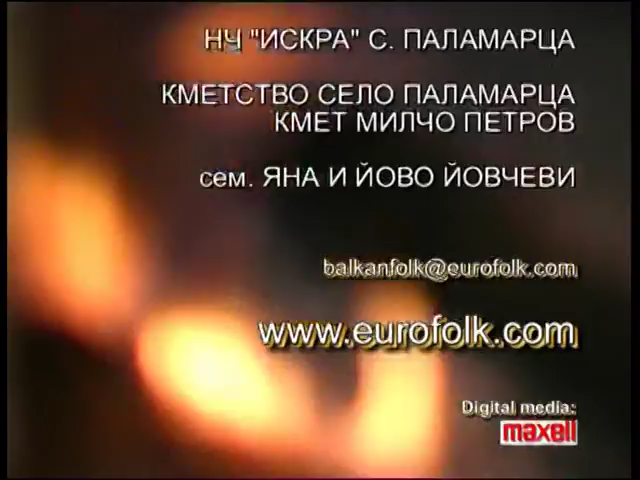 НЧ "ИСКРА" С. ПАЛАМАРЦА
КМЕТСТВО СЕЛО ПАЛАМАРЦА
КМЕТ МИЛЧО ПЕТРОВ
сем. ЯНА И ЙОВО ЙОВЧЕВИ
balkanfolk@eurofolk.com
www.eurofolk.com
Digital media:
maxell